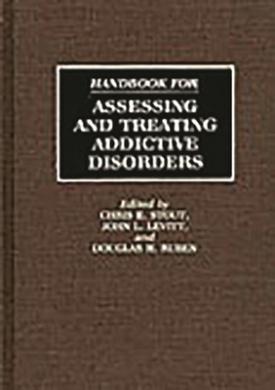 HANDBOOK FOR
ASSESSING
AND TREATING
ADDICTIVE
DISORDERS
Edited by
CHRIS E. STOUT,
JOHN L. LEVITT,
and
DOUGLAS H. RUBEN